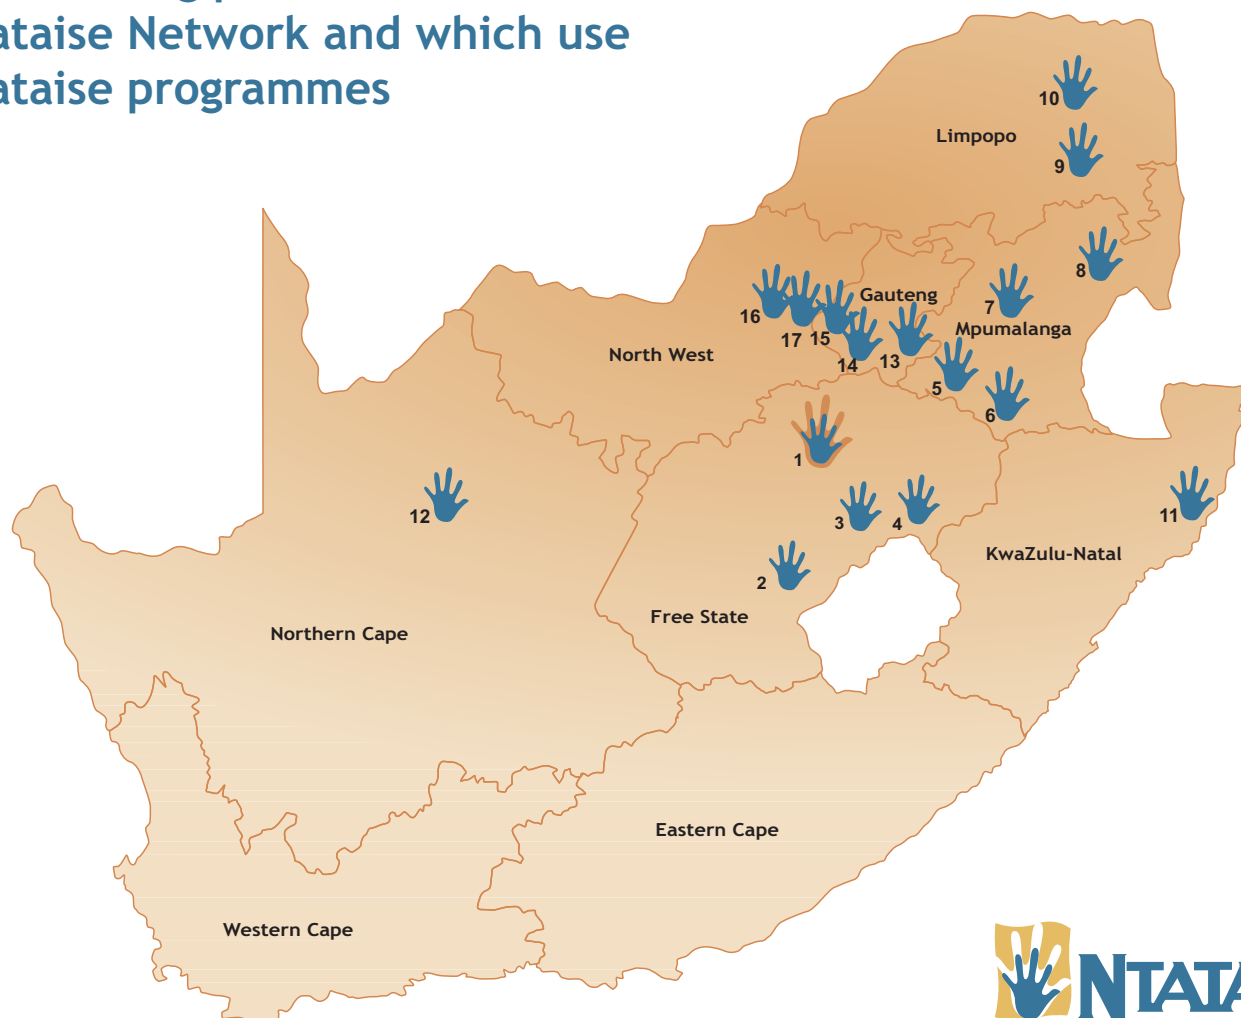 ataise Network and which use
ataise programmes
10
Limpopo
9
8
7
Gauteng
16
17
15
Mpumalanga
North West
14
13
5
6
1
12
3
4
11
KwaZulu-Natal
2
Free State
Northern Cape
Eastern Cape
Western Cape
NTATA